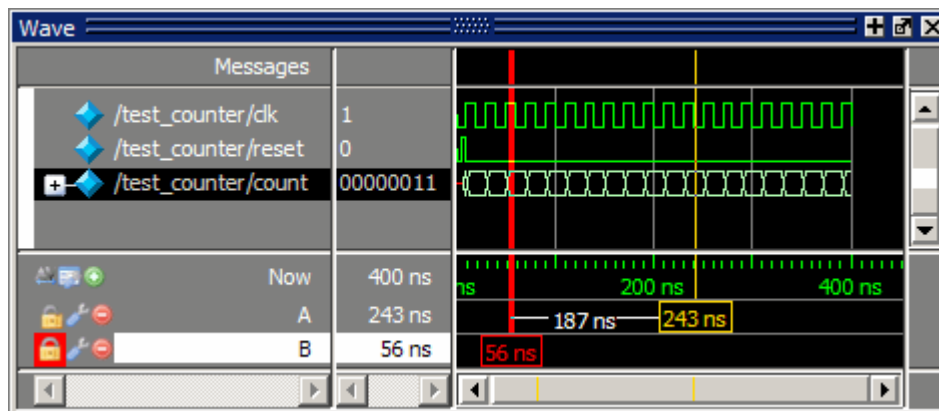 Wave
Messages
/test_counter/clk 1
/test_counter/reset 0
/test_counter/count 00000011
Now 400 ns ns 200 ns 400 ns
A 243 ns 187 ns 243 ns
B 56 ns 56 ns